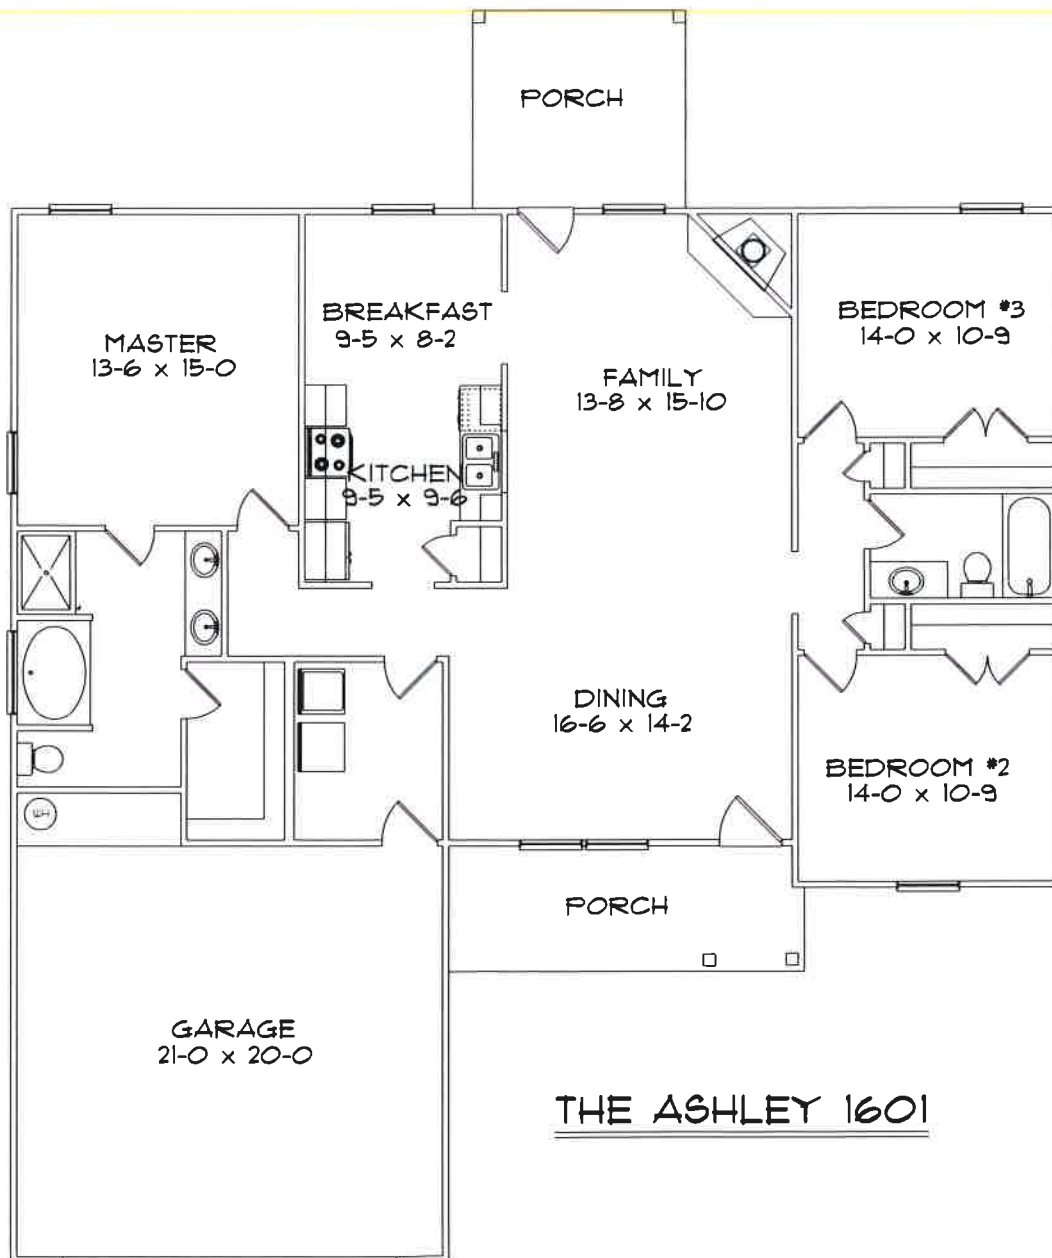 PORCH
BREAKFAST
9-5 x 8-2
BEDROOM #3
14-0 x 10-9
MASTER
13-6 x 15-0
FAMILY
13-8 x 15-10
KITCHEN
9-5 x 9-6
DINING
16-6 x 14-2
BEDROOM #2
14-0 x 10-9
WH
PORCH
GARAGE
21-0 x 20-0
THE ASHLEY 1601